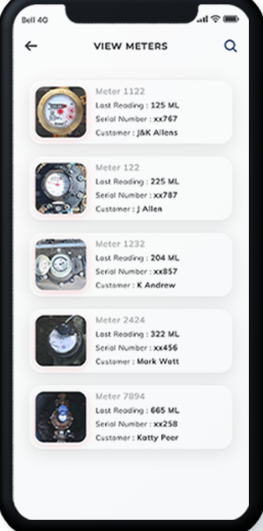 Bell 4G
VIEW METERS
Meter 1122
Last Reading : 125 ML
Serial Number : xx767
Customer : J&K Allens
Meter 122
Last Reading : 225 ML
Serial Number : xx787
Customer : J Allen
Meter 1232
Last Reading : 204 ML
Serial Number : xx857
Customer : K Andrew
Meter 2424
Last Reading : 322 ML
Serial Number : xx456
Customer : Mark Watt
Meter 7894
Last Reading : 665 ML
Serial Number : xx258
Customer : Katty Peer